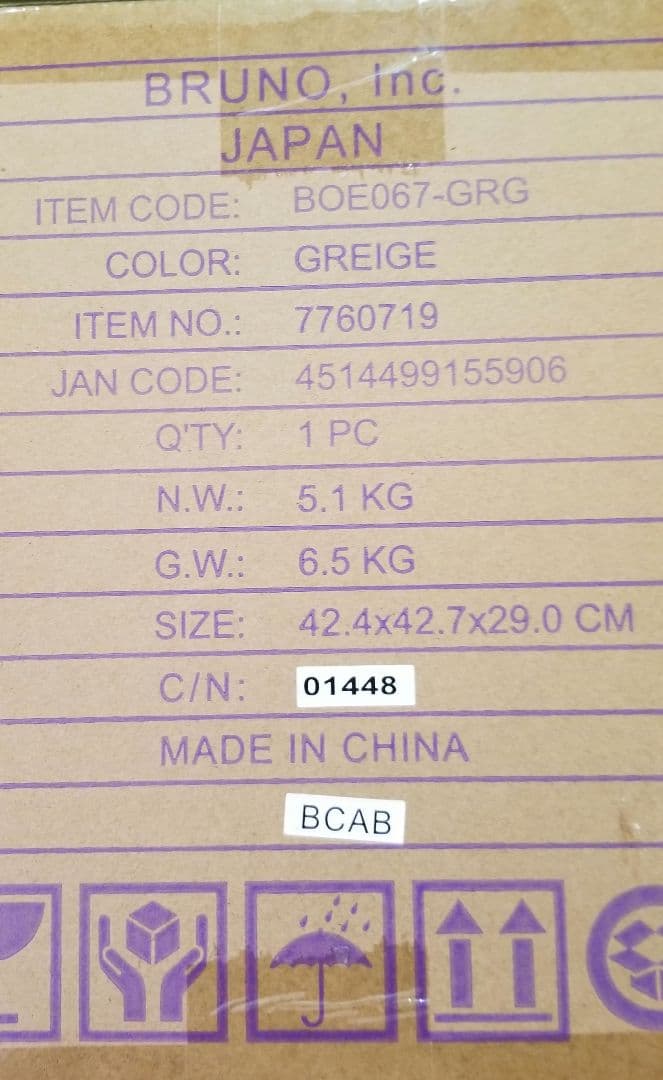 BRUNO, inc.
JAPAN
ITEM CODE: BOE067-GRG
COLOR: GREIGE
ITEM NO.: 7760719
JAN CODE: 4514499155906
Q'TY: 1 PC
N.W.: 5.1 KG
G.W.: 6.5 KG
SIZE: 42.4x42.7x29.0 CM
C/N: 01448
MADE IN CHINA
BCAB